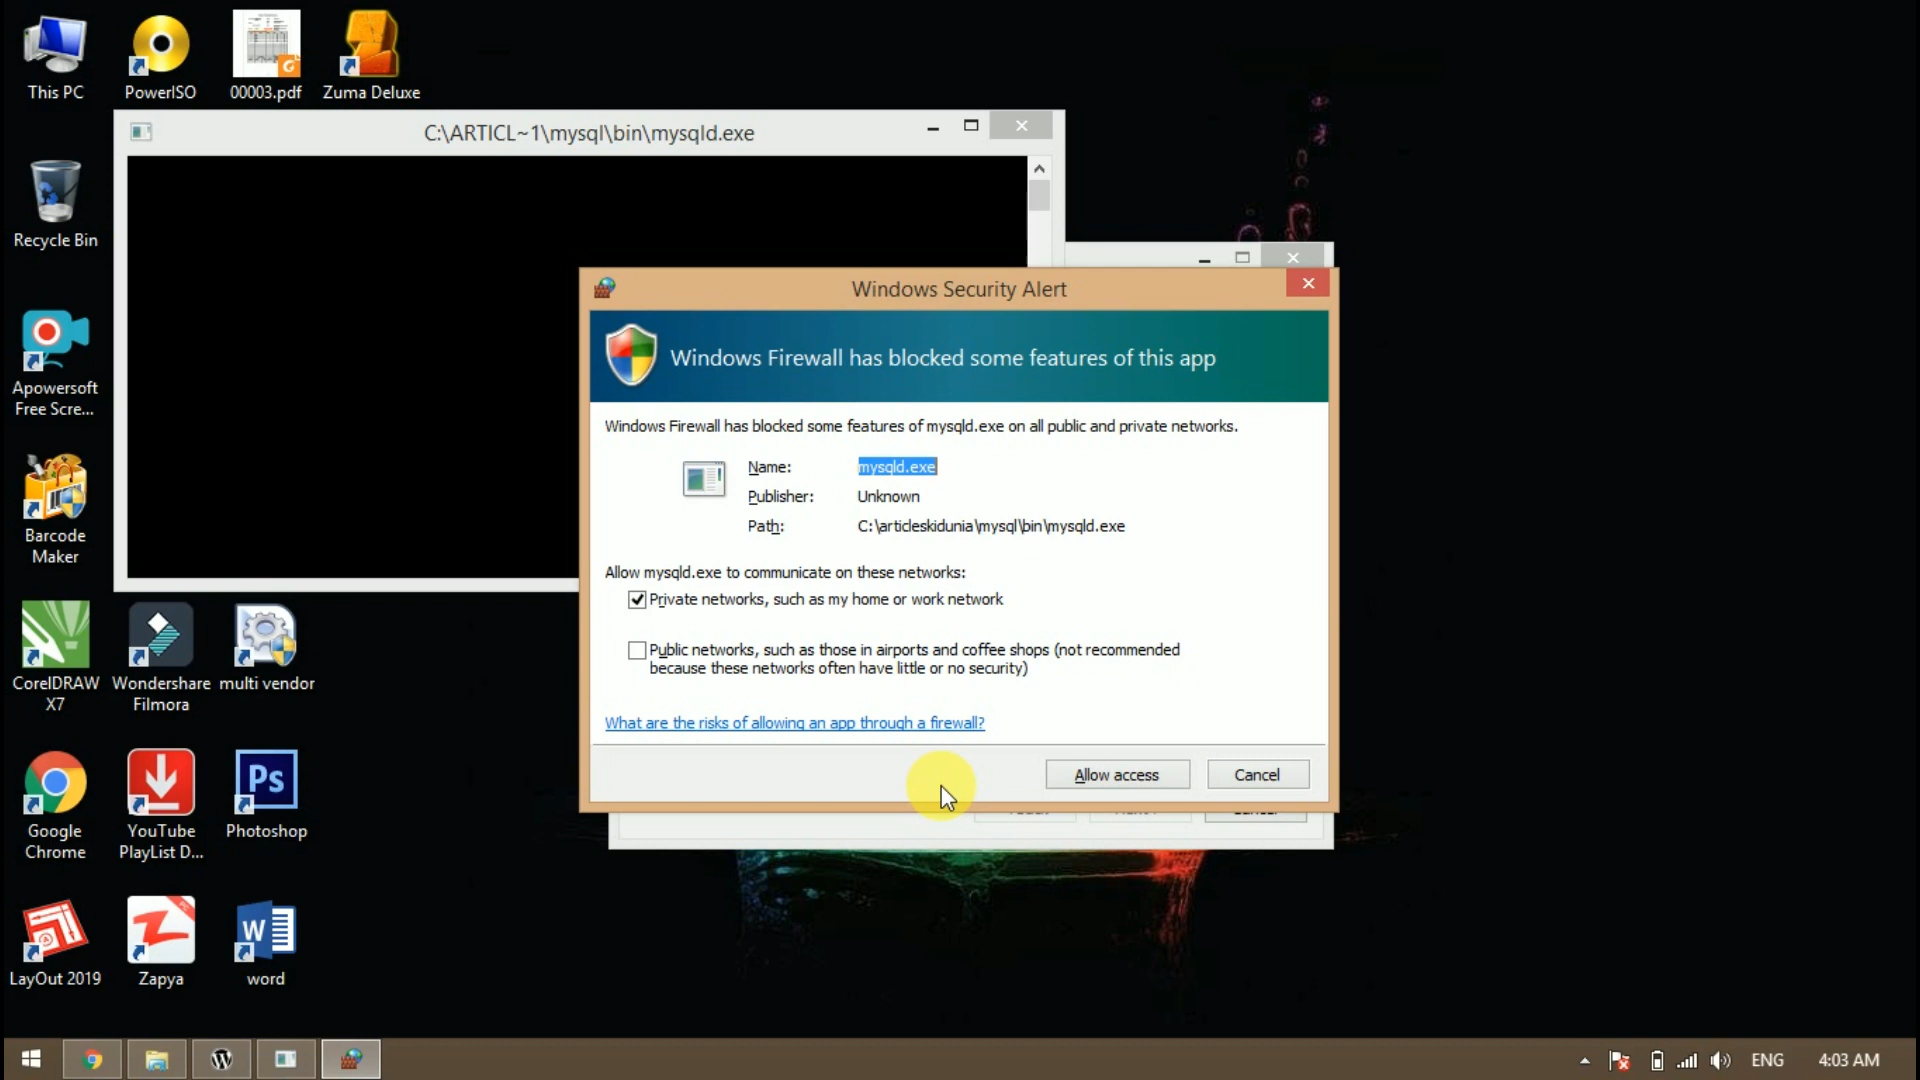 This PC
PowerISO
00003.pdf
Zuma Deluxe
C:\ARTICL~1\mysql\bin\mysqld.exe
Recycle Bin
Windows Security Alert
Windows Firewall has blocked some features of this app
Windows Firewall has blocked some features of mysqld.exe on all public and private networks.
Name: mysqld.exe
Publisher: Unknown
Path: C:\articleskidunia\mysql\bin\mysqld.exe
Allow mysqld.exe to communicate on these networks:
Private networks, such as my home or work network
Public networks, such as those in airports and coffee shops (not recommended
because these networks often have little or no security)
What are the risks of allowing an app through a firewall?
Allow access
Cancel
Apowersoft
Free Scre...
Barcode
Maker
CorelDRAW
X7
Wondershare
Filmora
multi vendor
Google
Chrome
YouTube
PlayList D...
Ps
Photoshop
LayOut 2019
Zapya
word
ENG
4:03 AM